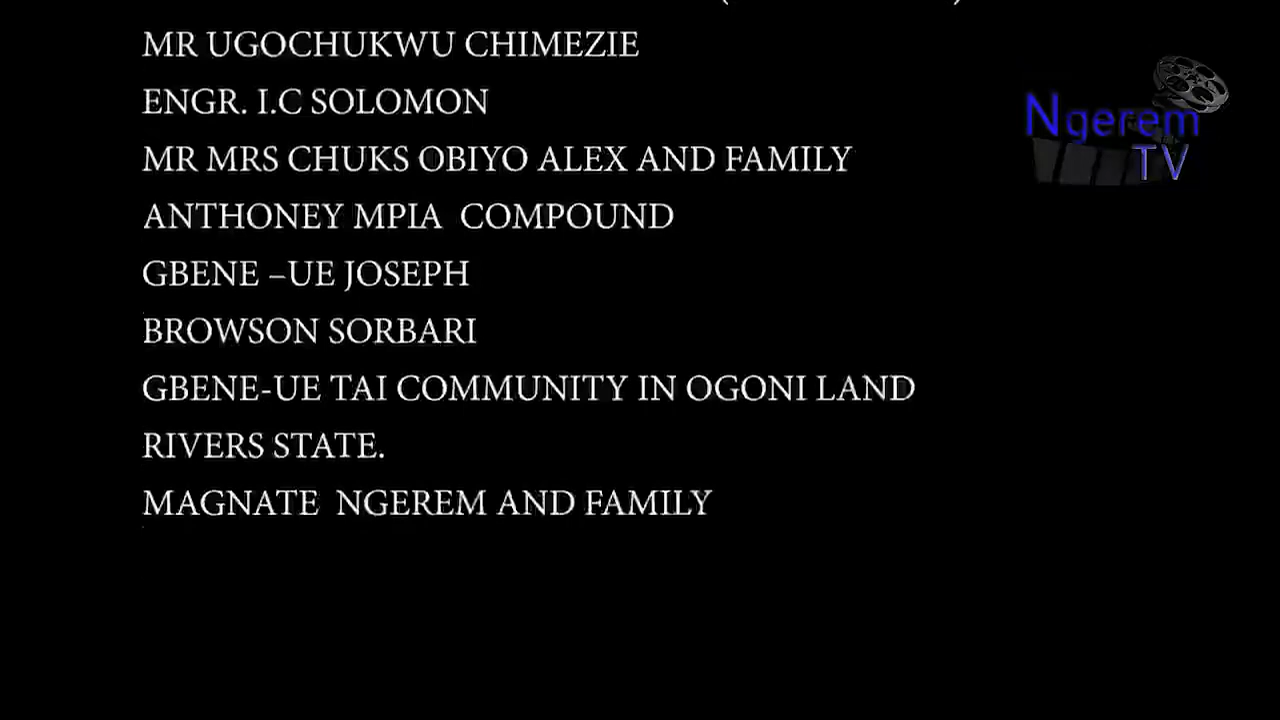 MR UGOCHUKWU CHIMEZIE
ENGR. I.C SOLOMON
MR MRS CHUKS OBIYO ALEX AND FAMILY
ANTHONEY MPIA COMPOUND
GBENE –UE JOSEPH
BROWSON SORBARI
GBENE-UE TAI COMMUNITY IN OGONI LAND
RIVERS STATE.
MAGNATE NGEREM AND FAMILY
Ngerem
TV